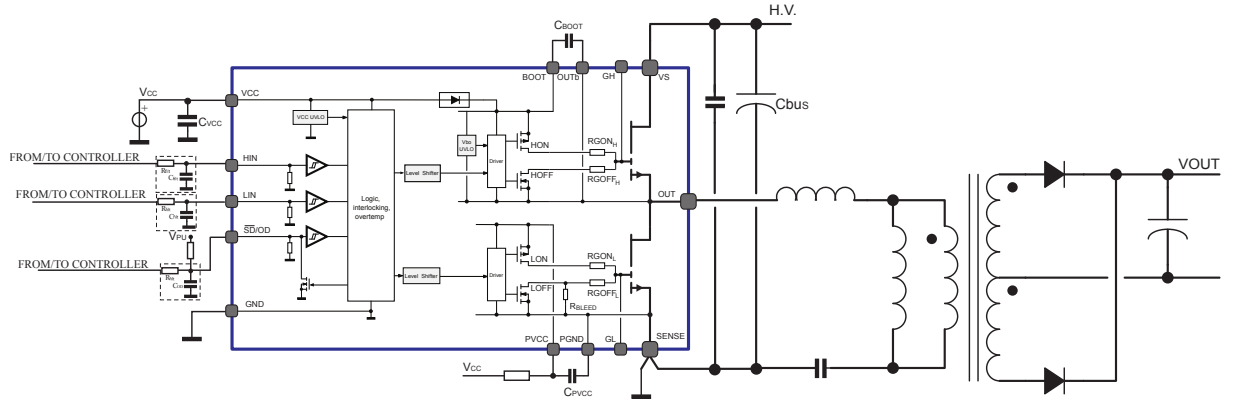 H.V.
CBOOT
BOOT
OUTb
GH
VS
VCC
VCC
CVCC
VCC UVLO
Cbus
HON
Vbo UVLO
Driver
RGONH
FROM/TO CONTROLLER
HIN
VOUT
Level Shifter
HOFF
RGOFFH
FROM/TO CONTROLLER
LIN
Logic, interlocking, overtemp
OUT
VPU
SD/OD
FROM/TO CONTROLLER
LON
RGONL
Level Shifter
Driver
LOFF
RGOFFL
RBLEED
GND
SENSE
PVCC
PGND
GL
VCC
CPVCC